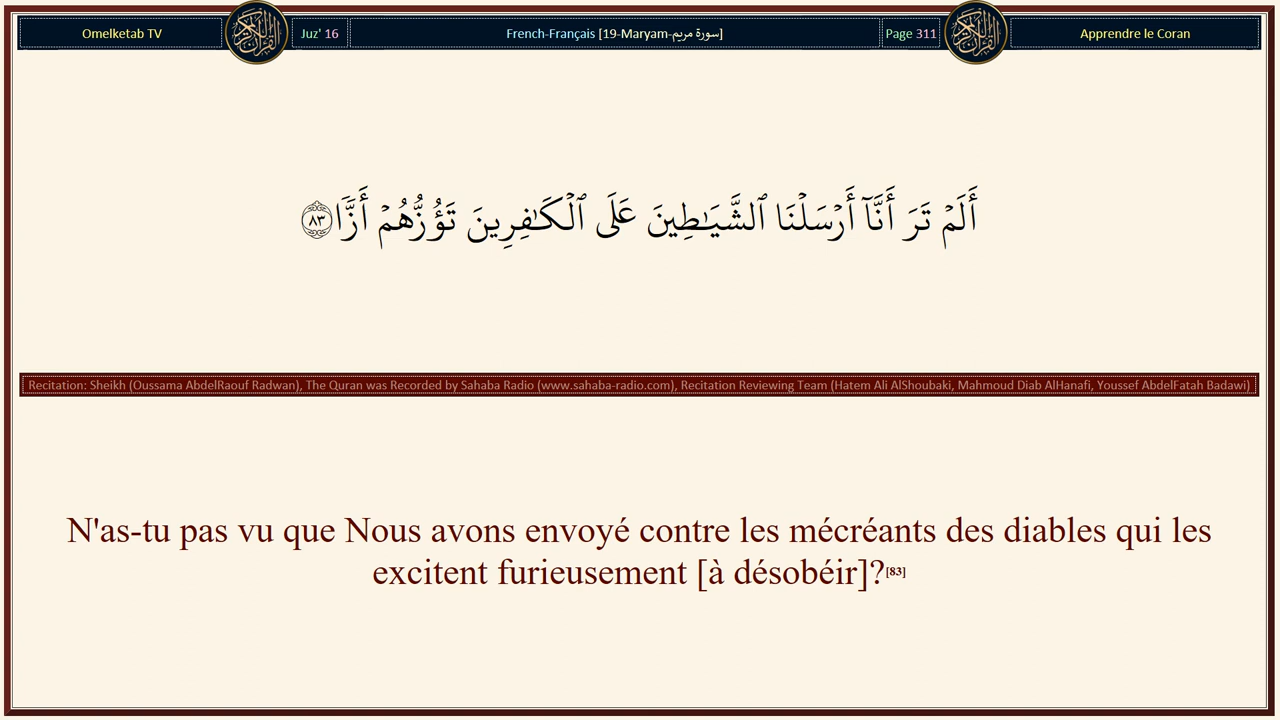 Omelketab TV
Juz' 16
French-Français [19-Maryam-سورة مريم]
Page 311
Apprendre le Coran
أَلَمۡ تَرَ أَنَّآ أَرۡسَلۡنَا ٱلشَّيَٰطِينَ عَلَى ٱلۡكَٰفِرِينَ تَؤُزُّهُمۡ أَزّٗا ٨٣
Recitation: Sheikh (Oussama AbdelRaouf Radwan), The Quran was Recorded by Sahaba Radio (www.sahaba-radio.com), Recitation Reviewing Team (Hatem Ali AlShoubaki, Mahmoud Diab AlHanafi, Youssef AbdelFatah Badawi)
N'as-tu pas vu que Nous avons envoyé contre les mécréants des diables qui les
excitent furieusement [à désobéir]?[83]